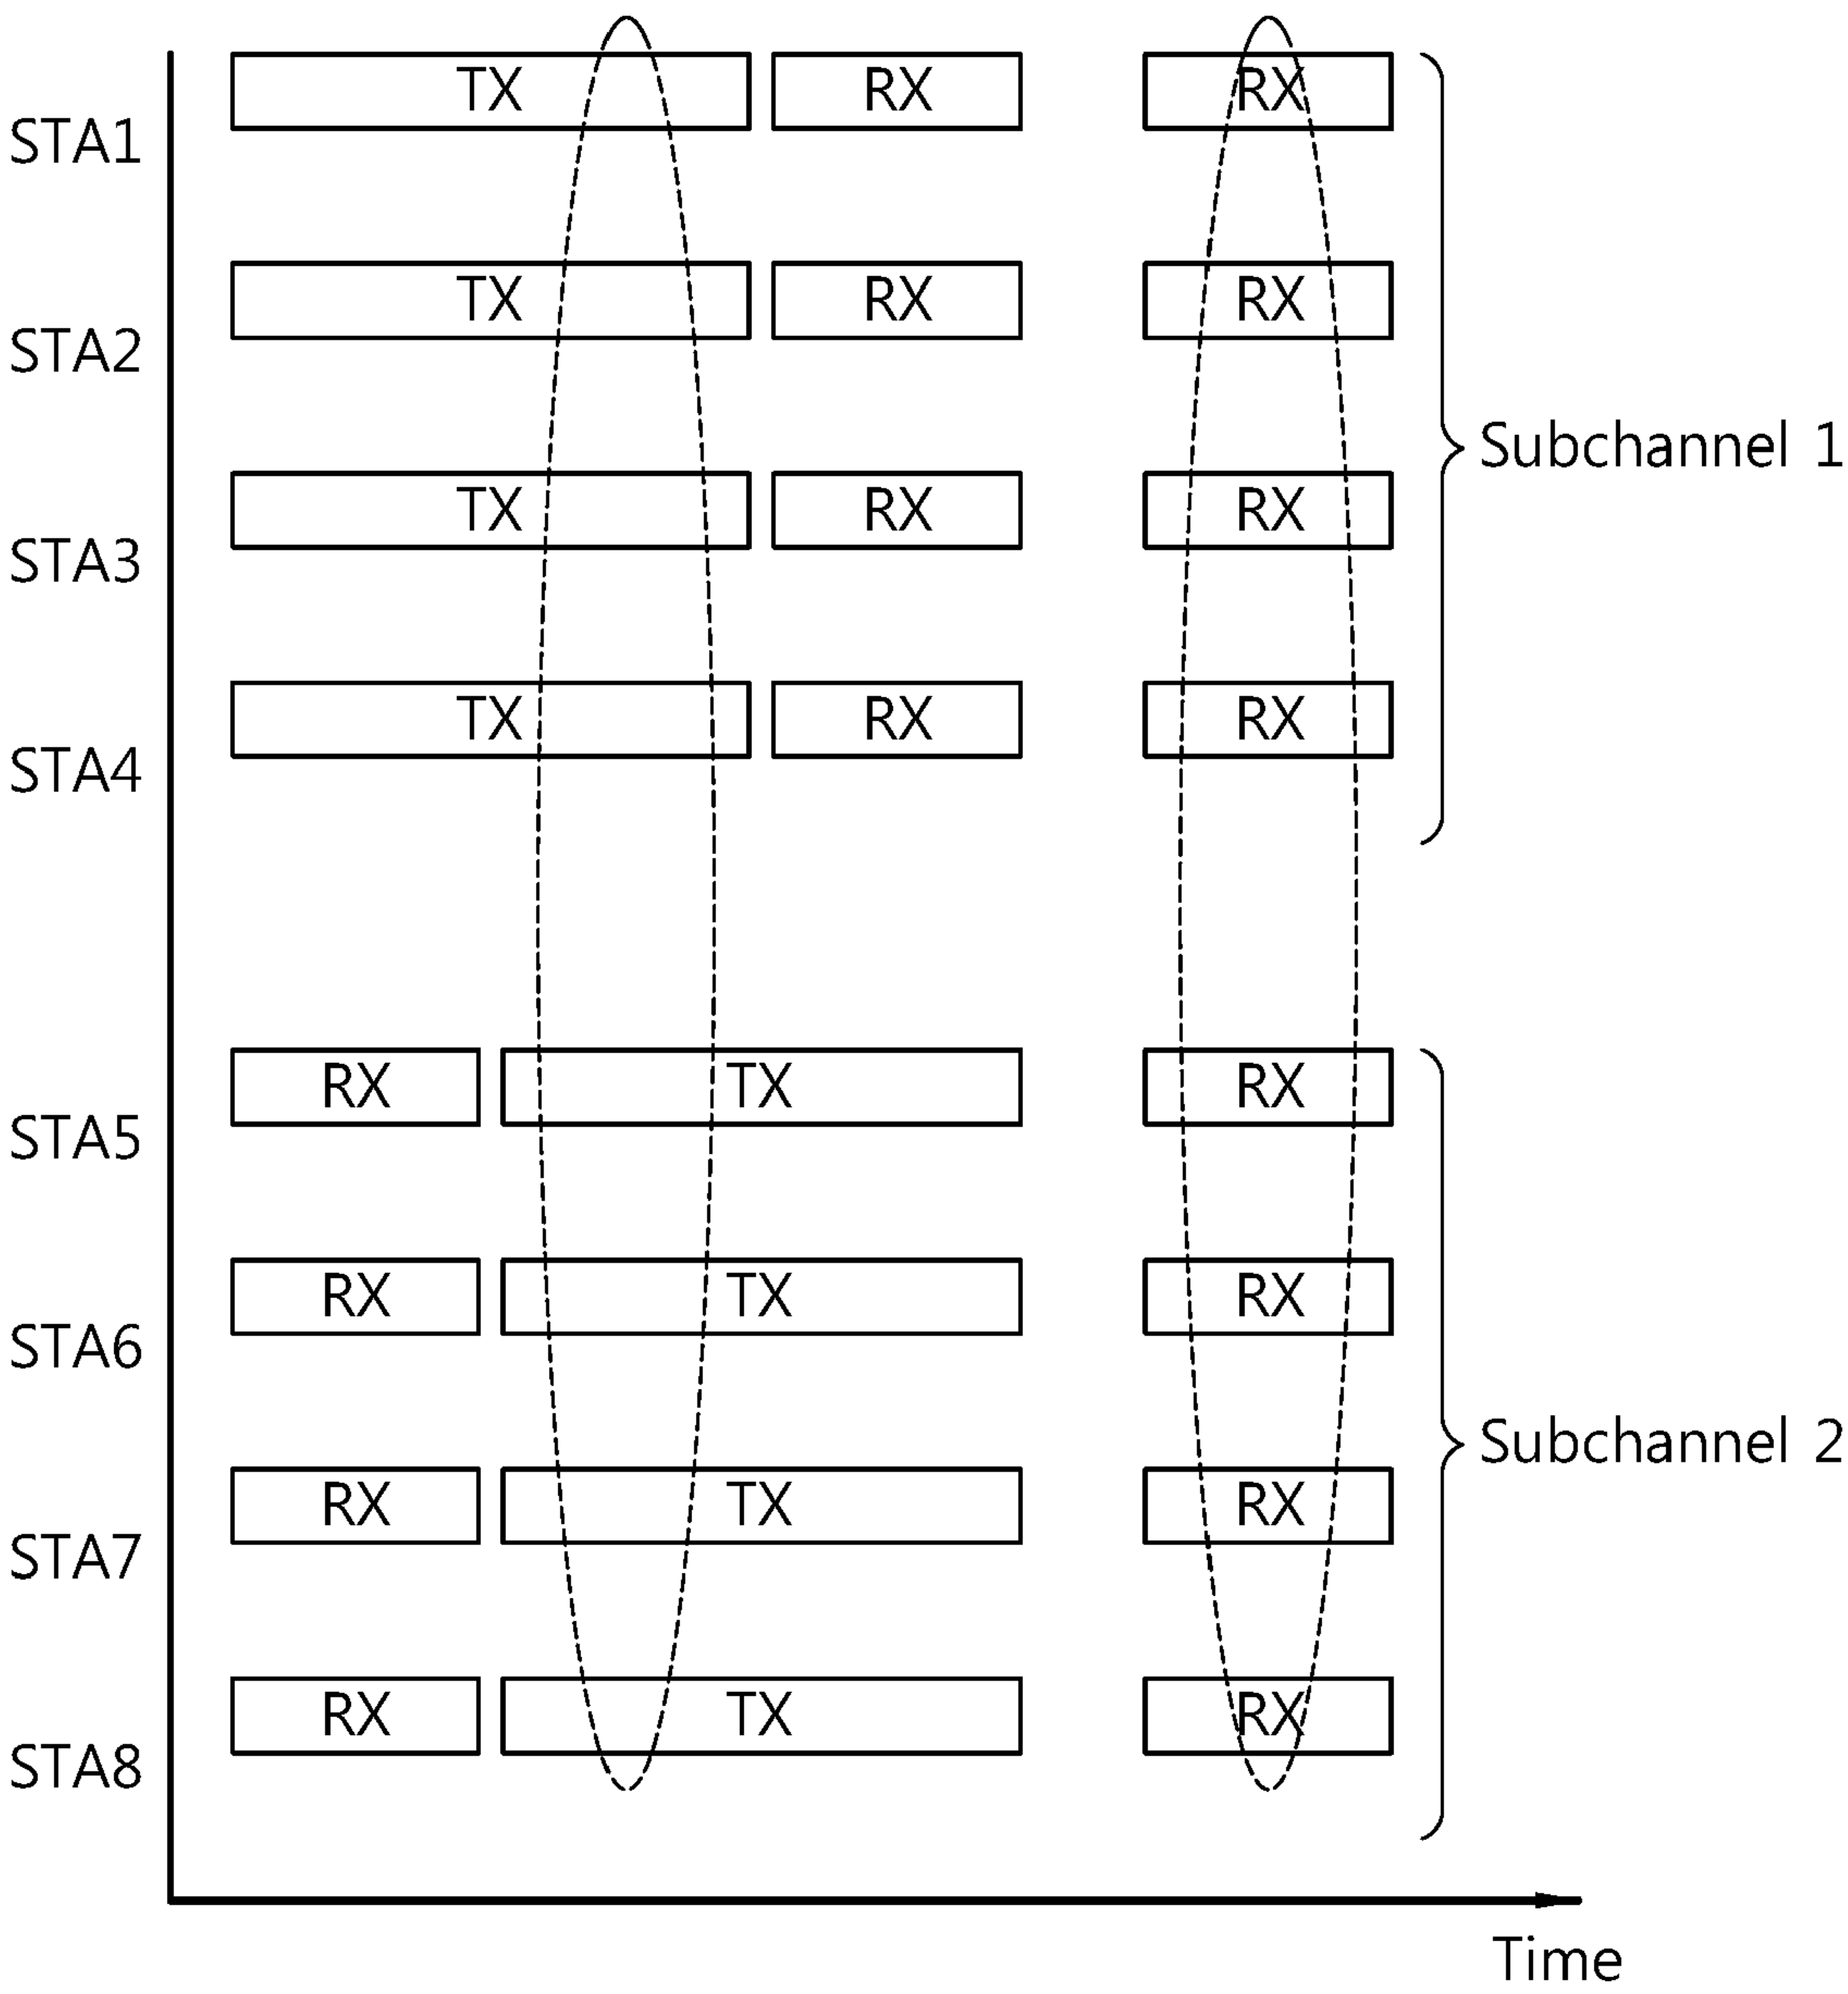 TX RX RX
STA1
TX RX RX
STA2
Subchannel 1
TX RX RX
STA3
TX RX RX
STA4
RX TX RX
STA5
RX TX RX
STA6
Subchannel 2
RX TX RX
STA7
RX TX RX
STA8
Time